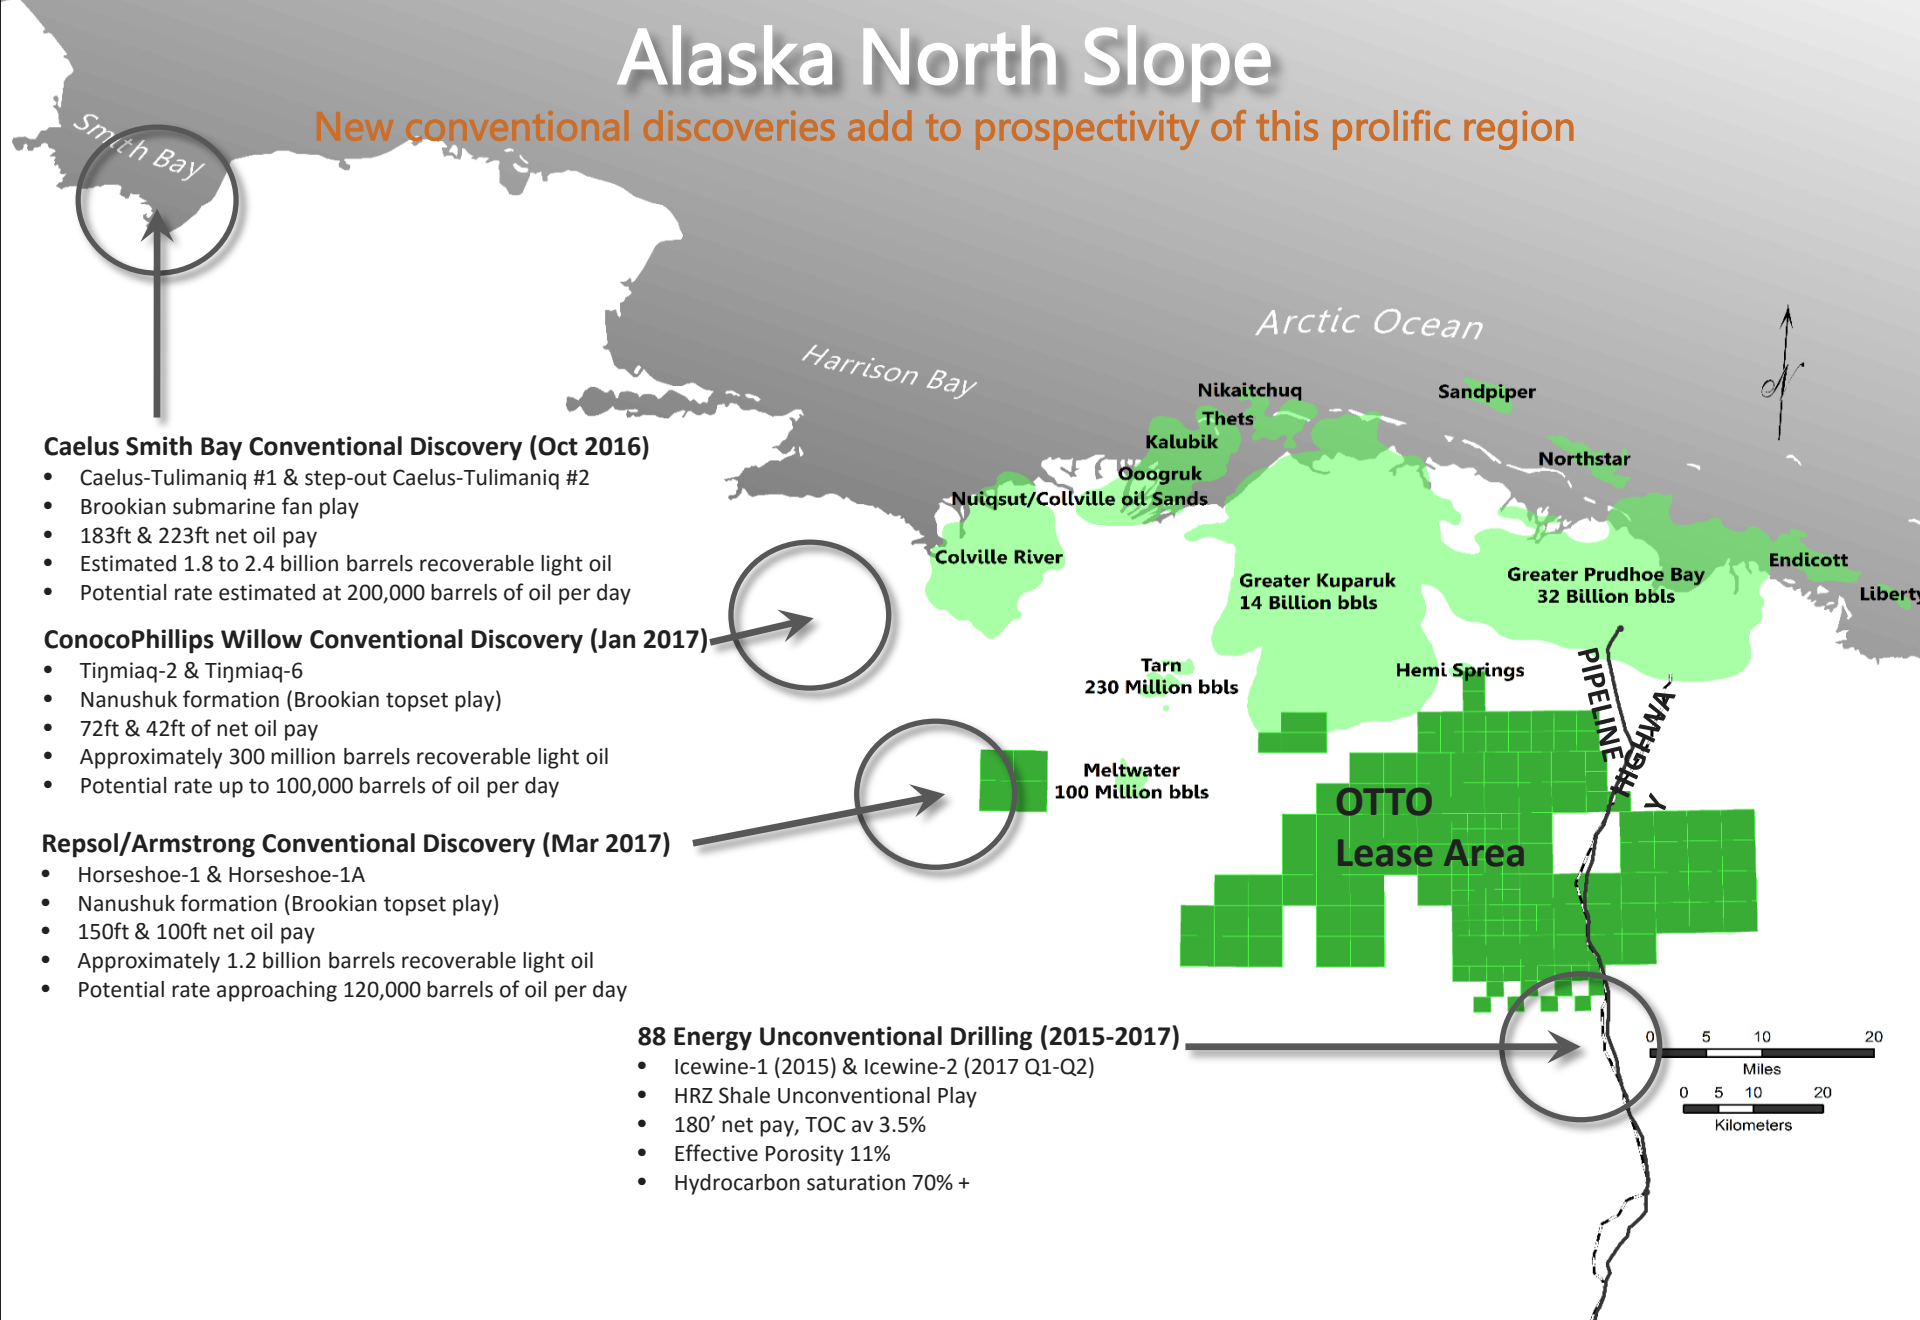 Alaska North Slope
New conventional discoveries add to prospectivity of this prolific region
Smith Bay
Arctic Ocean
Harrison Bay
Nikaitchuq
Sandpiper
Thets
Kalubik
Northstar
Ooogruk
Nuiqsut/Collville oil Sands
Colville River
Endicott
Liberty
Greater Kuparuk
14 Billion bbls
Greater Prudhoe Bay
32 Billion bbls
Tarn
230 Million bbls
Hemi Springs
Meltwater
100 Million bbls
PIPELINE
HIGHWA
Y
OTTO
Lease Area
Caelus Smith Bay Conventional Discovery (Oct 2016)
• Caelus-Tulimaniq #1 & step-out Caelus-Tulimaniq #2
• Brookian submarine fan play
• 183ft & 223ft net oil pay
• Estimated 1.8 to 2.4 billion barrels recoverable light oil
• Potential rate estimated at 200,000 barrels of oil per day
ConocoPhillips Willow Conventional Discovery (Jan 2017)
• Tiŋmiaq-2 & Tiŋmiaq-6
• Nanushuk formation (Brookian topset play)
• 72ft & 42ft of net oil pay
• Approximately 300 million barrels recoverable light oil
• Potential rate up to 100,000 barrels of oil per day
Repsol/Armstrong Conventional Discovery (Mar 2017)
• Horseshoe-1 & Horseshoe-1A
• Nanushuk formation (Brookian topset play)
• 150ft & 100ft net oil pay
• Approximately 1.2 billion barrels recoverable light oil
• Potential rate approaching 120,000 barrels of oil per day
88 Energy Unconventional Drilling (2015-2017)
• Icewine-1 (2015) & Icewine-2 (2017 Q1-Q2)
• HRZ Shale Unconventional Play
• 180’ net pay, TOC av 3.5%
• Effective Porosity 11%
• Hydrocarbon saturation 70% +
0 5 10 20
Miles
0 5 10 20
Kilometers
N